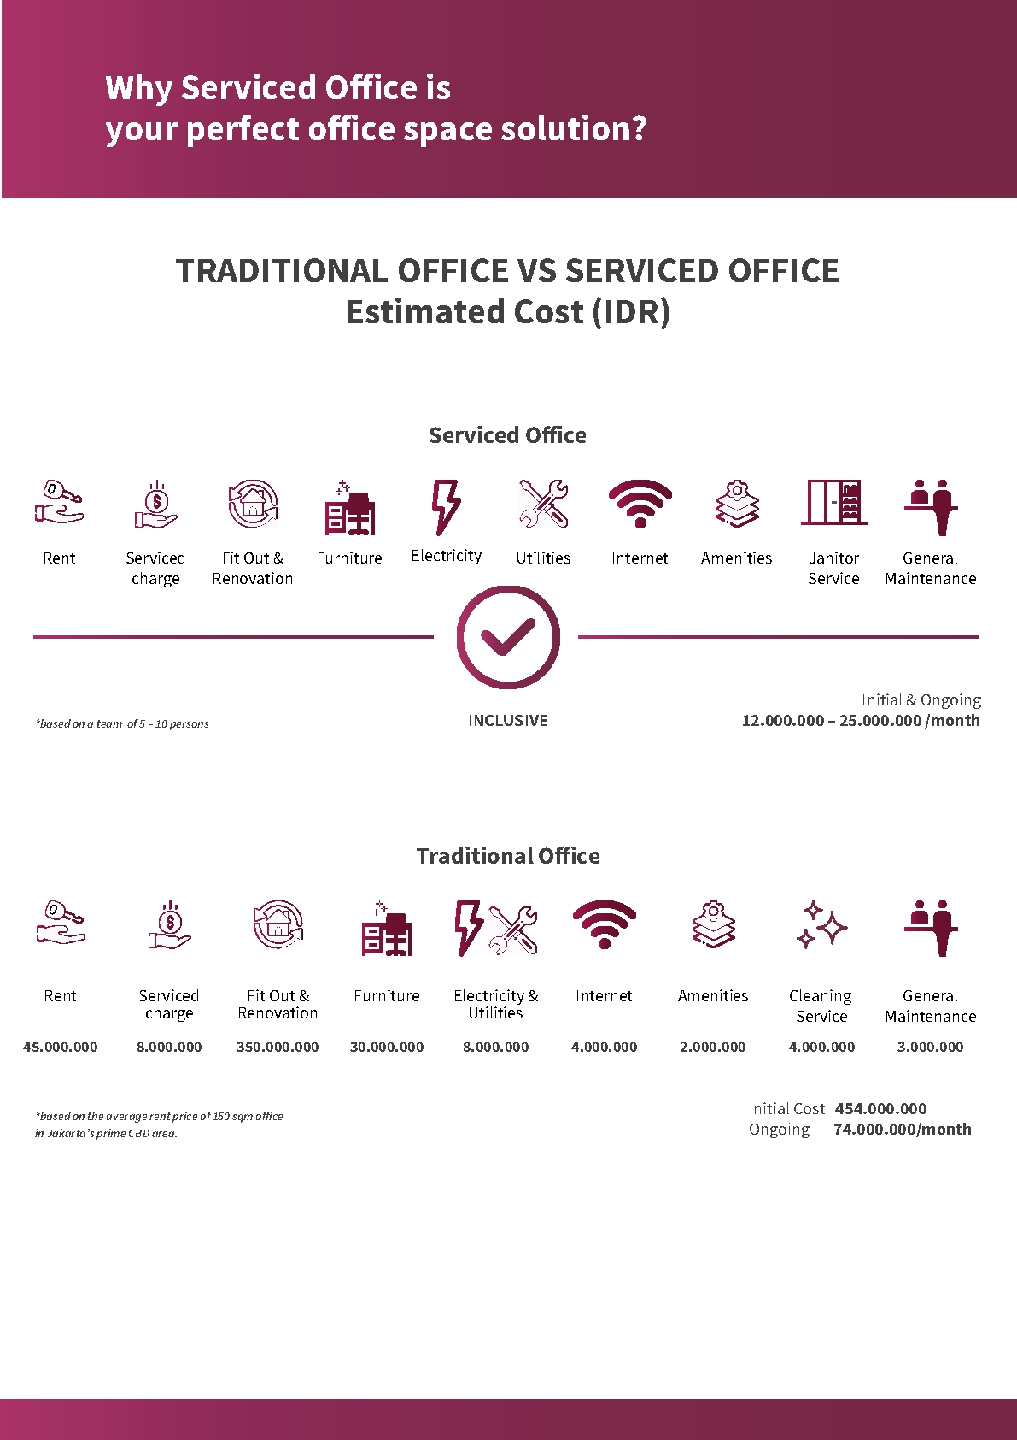 Why Serviced Office is
your perfect office space solution?
TRADITIONAL OFFICE VS SERVICED OFFICE
Estimated Cost (IDR)
Serviced Office
Rent
Serviced
charge
Fit Out &
Renovation
Furniture
Electricity
Utilities
Internet
Amenities
Janitor
Service
General
Maintenance
*based on a team of 5 – 10 persons
INCLUSIVE
Initial & Ongoing
12.000.000 – 25.000.000 /month
Traditional Office
Rent
Serviced
charge
Fit Out &
Renovation
Furniture
Electricity &
Utilities
Internet
Amenities
Cleaning
Service
General
Maintenance
45.000.000 8.000.000 350.000.000 30.000.000 8.000.000 4.000.000 2.000.000 4.000.000 3.000.000
*based on the average rent price of 150 sqm office
in Jakarta's prime CBD area.
Initial Cost 454.000.000
Ongoing 74.000.000/month